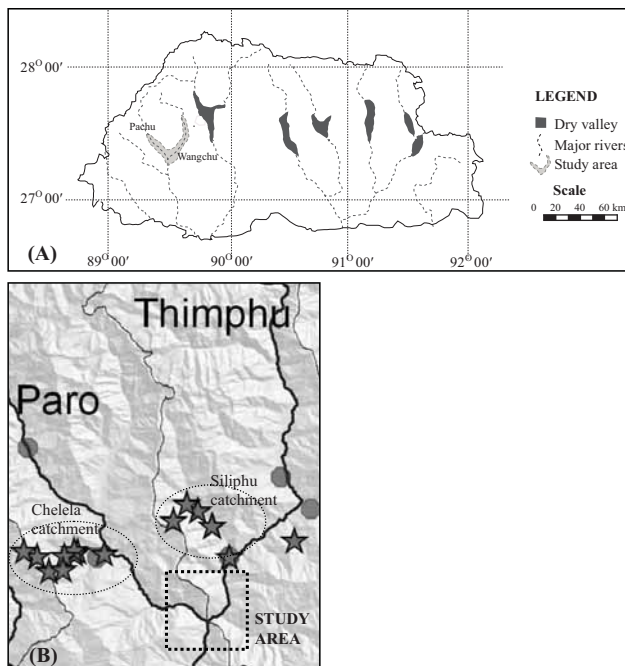 28° 00′
27° 00′
Pachu
Wangchu
(A)
89° 00′
90° 00′
91° 00′
92° 00′
LEGEND
Dry valley
Major rivers
Study area
Scale
0 20 40 60 km
Thimphu
Paro
Siliphu
catchment
Chelela
catchment
STUDY
AREA
(B)